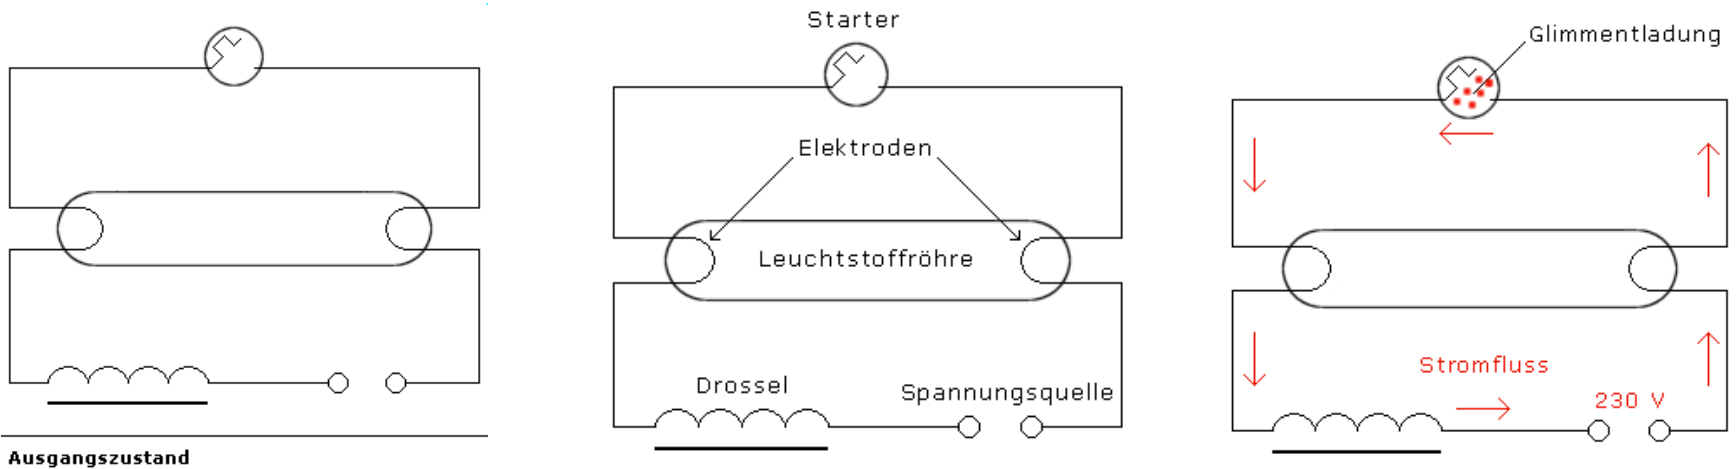 Ausgangszustand
Starter
Elektroden
Leuchtstoffröhre
Drossel
Spannungsquelle
Glimmentladung
Stromfluss
230 V